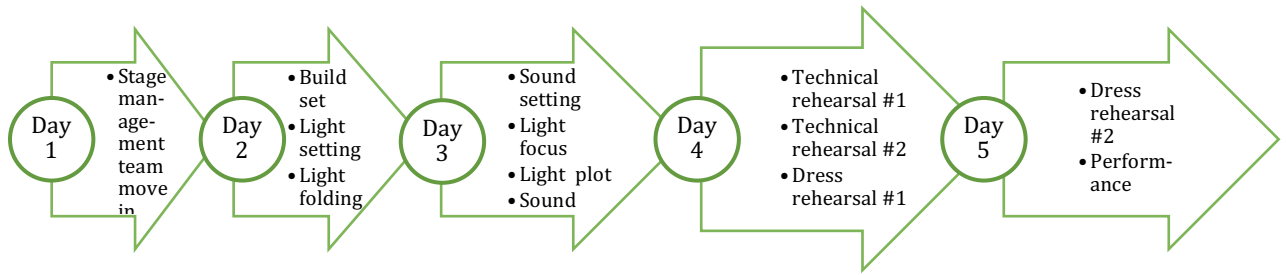 Day
1
• Stage
man-
age-
ment
team
move
in
Day
2
• Build
set
• Light
setting
• Light
folding
Day
3
• Sound
setting
• Light
focus
• Light plot
• Sound
Day
4
• Technical
rehearsal #1
• Technical
rehearsal #2
• Dress
rehearsal #1
Day
5
• Dress
rehearsal
#2
• Perform-
ance